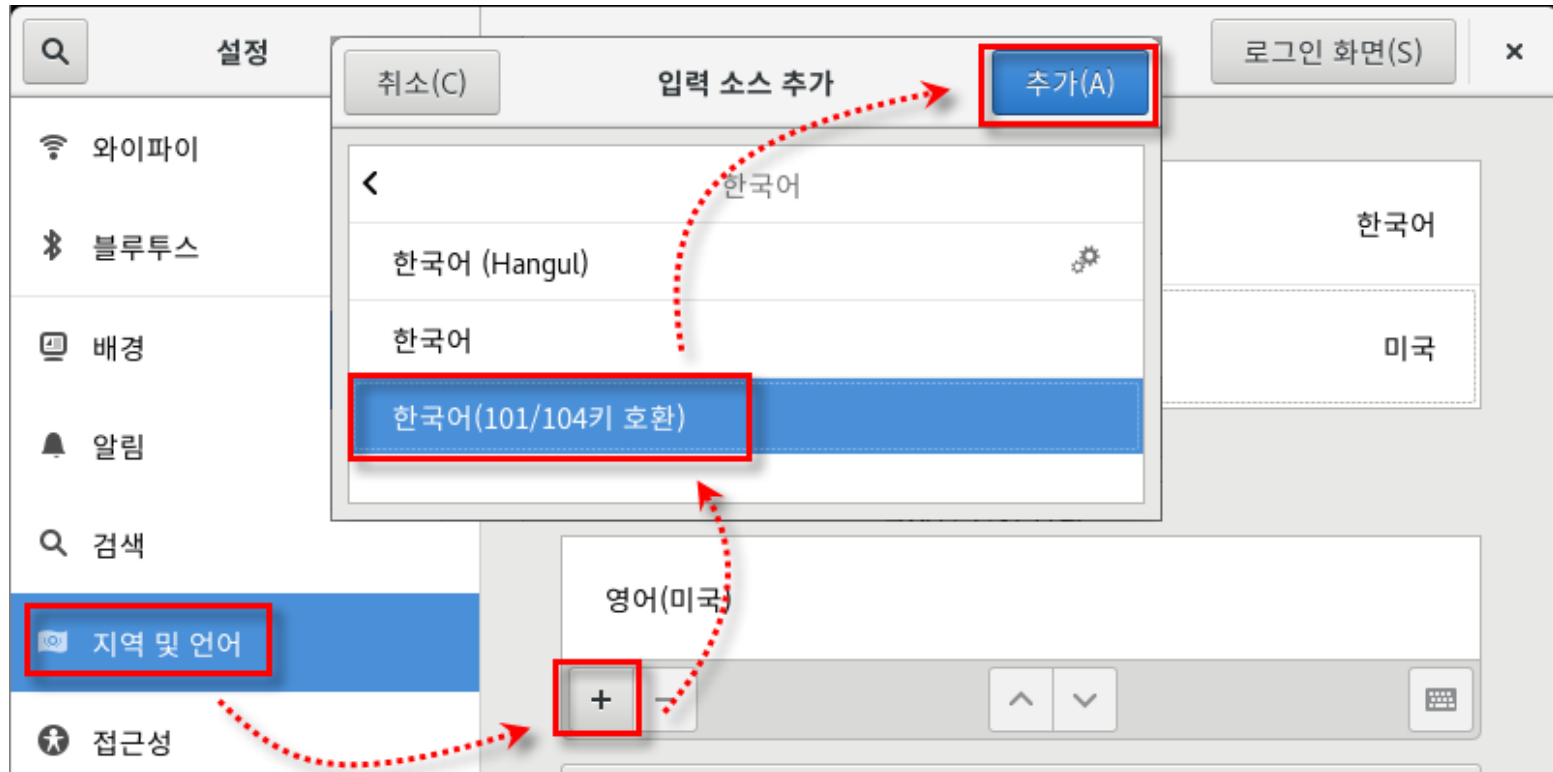 설정
로그인 화면(S)
와이파이
블루투스
배경
알림
검색
지역 및 언어
접근성
취소(C)
입력 소스 추가
추가(A)
한국어
한국어 (Hangul)
한국어
한국어(101/104키 호환)
한국어
미국
영어(미국)